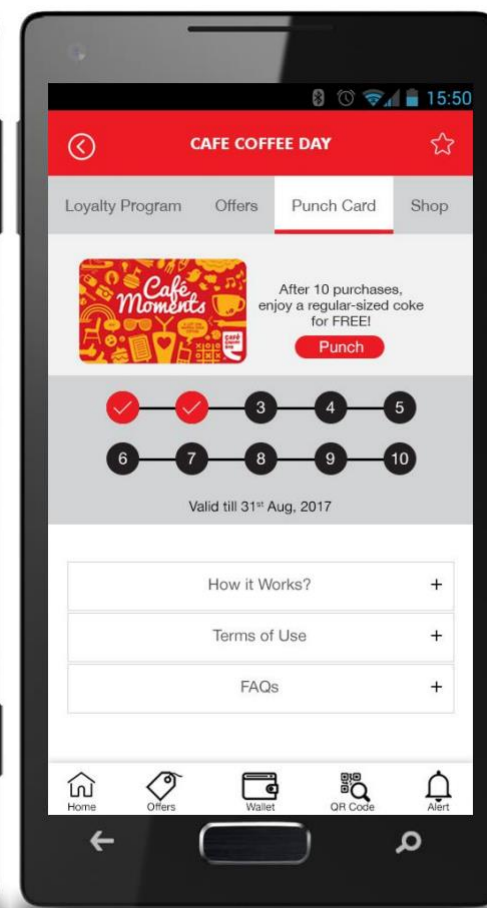 15:50
CAFE COFFEE DAY
Loyalty Program Offers Punch Card Shop
Café
Moments
After 10 purchases,
enjoy a regular-sized coke
for FREE!
Punch
3 4 5
6 7 8 9 10
Valid till 31st Aug, 2017
How it Works? +
Terms of Use +
FAQs +
Home Offers Wallet QR Code Alert